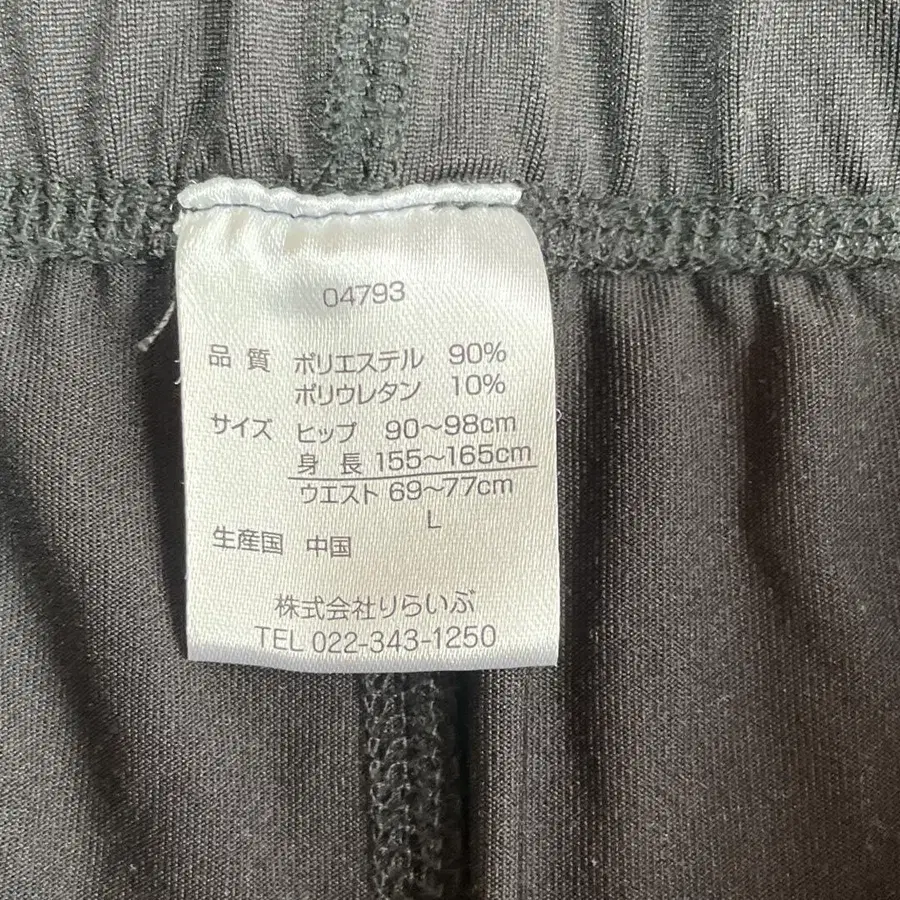 04793
品質 ポリエステル 90%
ポリウレタン 10%
サイズ ヒップ 90～98cm
身長 155～165cm
ウエスト 69～77cm
L
生産国 中国
株式会社りらいぶ
TEL 022-343-1250